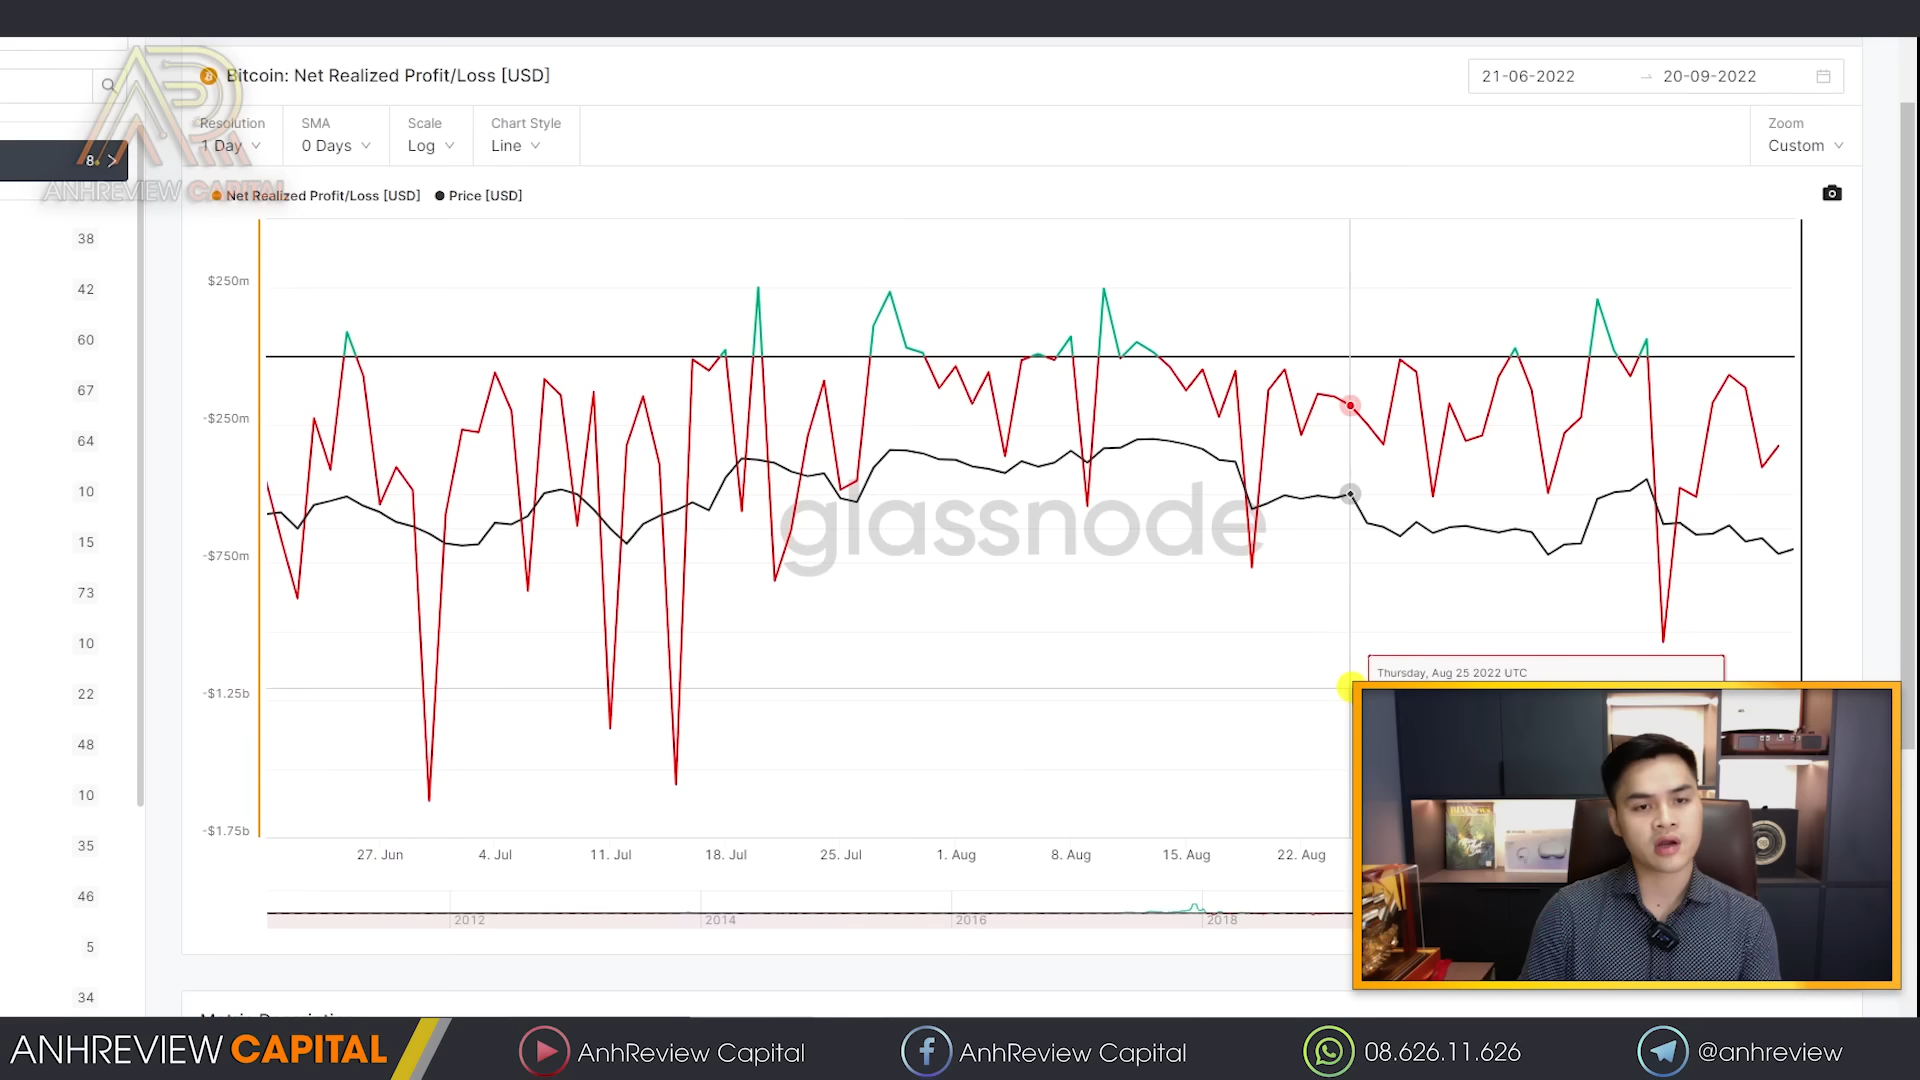 Bitcoin: Net Realized Profit/Loss [USD]
21-06-2022 → 20-09-2022
Resolution SMA Scale Chart Style Zoom
1 Day 0 Days Log Line Custom
8. >
ANHREVIEW CAPITAL
Net Realized Profit/Loss [USD] Price [USD]
38
42
60
67
64
10
15
73
10
22
48
10
35
46
5
34
$250m
-$250m
-$750m
-$1.25b
-$1.75b
glassnode
Thursday, Aug 25 2022 UTC
27. Jun 4. Jul 11. Jul 18. Jul 25. Jul 1. Aug 8. Aug 15. Aug 22. Aug
2012 2014 2016 2018
ANHREVIEW CAPITAL AnhReview Capital AnhReview Capital 08.626.11.626 @anhreview